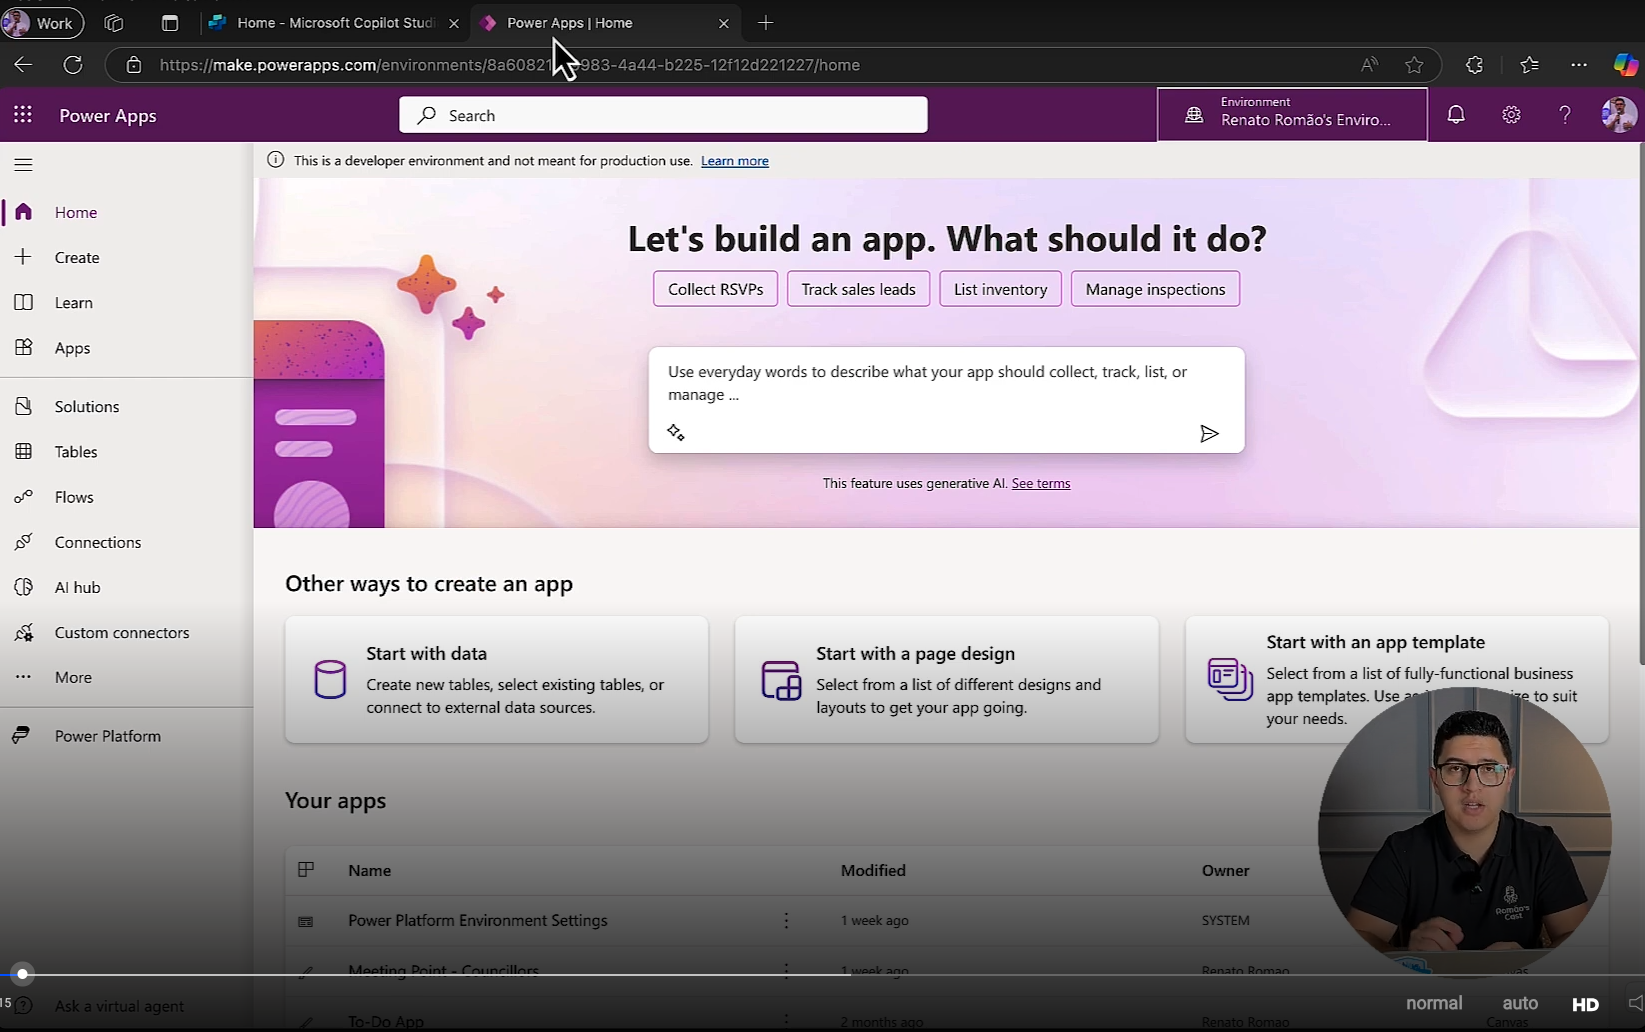 Work
Home - Microsoft Copilot Studi
Power Apps | Home
https://make.powerapps.com/environments/8a60821 983-4a44-b225-12f12d221227/home
Power Apps
Search
Environment
Renato Romão's Enviro...
This is a developer environment and not meant for production use. Learn more
Home
Create
Learn
Apps
Solutions
Tables
Flows
Connections
AI hub
Custom connectors
More
Power Platform
Ask a virtual agent
Let's build an app. What should it do?
Collect RSVPs
Track sales leads
List inventory
Manage inspections
Use everyday words to describe what your app should collect, track, list, or
manage ...
This feature uses generative AI. See terms
Other ways to create an app
Start with data
Create new tables, select existing tables, or
connect to external data sources.
Start with a page design
Select from a list of different designs and
layouts to get your app going.
Start with an app template
Select from a list of fully-functional business
app templates. Use to suit
your needs.
Your apps
Name Modified Owner
Power Platform Environment Settings 1 week ago SYSTEM
Meeting Point - Councillors 1 week ago Renato Romao
To-Do App 2 months ago Renato Romao Canvas
Romão's
Cast
15
normal auto HD